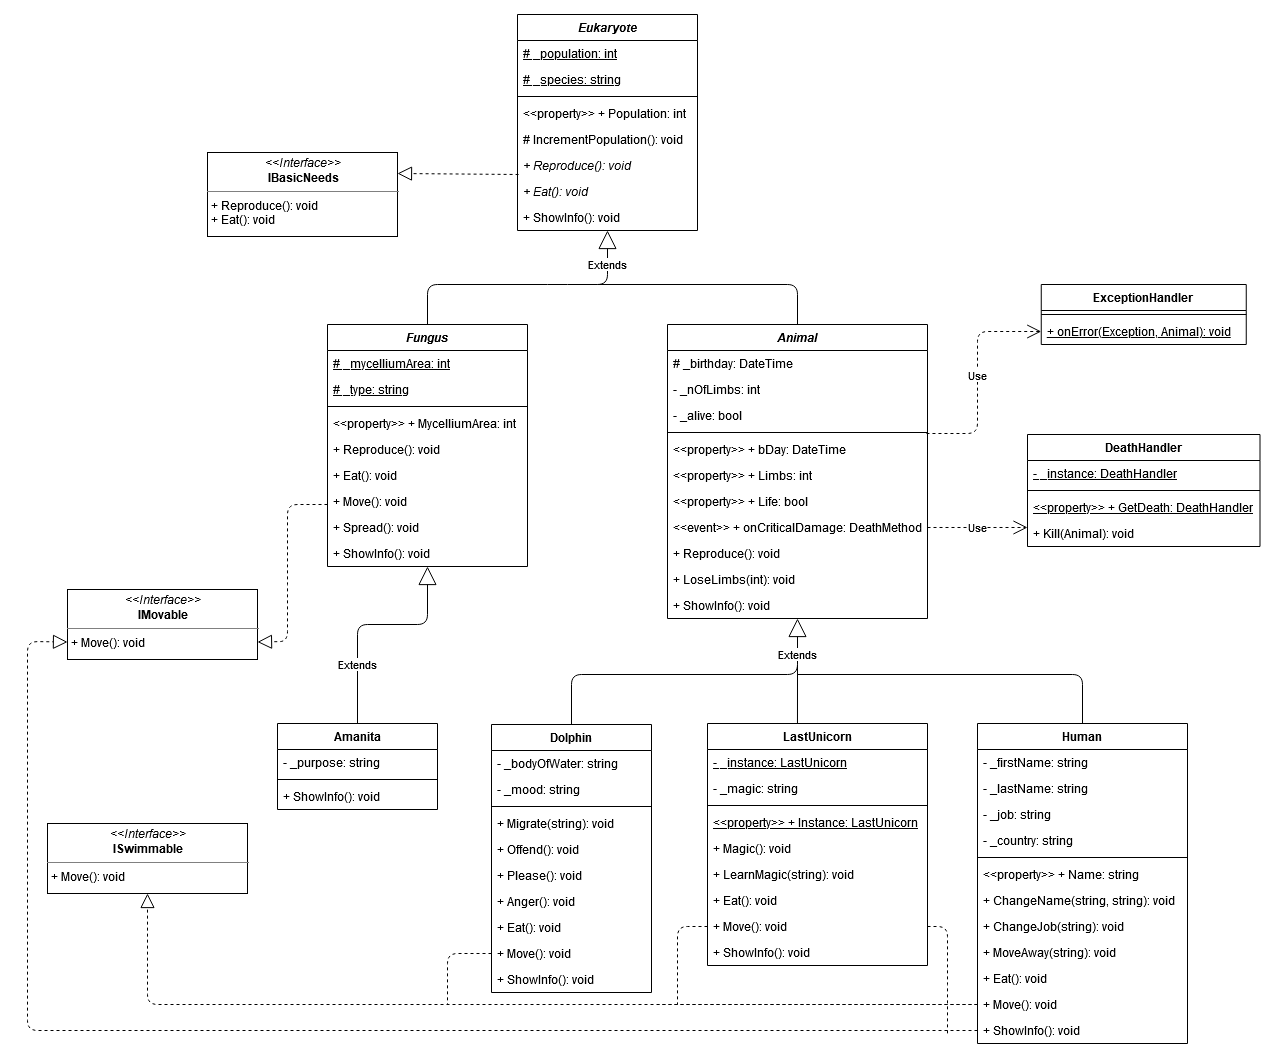 Eukaryote
# _population: int
# _species: string
<<property>> + Population: int
# IncrementPopulation(): void
+ Reproduce(): void
+ Eat(): void
+ ShowInfo(): void
<<Interface>>
IBasicNeeds
+ Reproduce(): void
+ Eat(): void
Extends
Fungus
# _mycelliumArea: int
# _type: string
<<property>> + MycelliumArea: int
+ Reproduce(): void
+ Eat(): void
+ Move(): void
+ Spread(): void
+ ShowInfo(): void
Animal
# _birthday: DateTime
- _nOfLimbs: int
- _alive: bool
<<property>> + bDay: DateTime
<<property>> + Limbs: int
<<property>> + Life: bool
<<event>> + onCriticalDamage: DeathMethod
+ Reproduce(): void
+ LoseLimbs(int): void
+ ShowInfo(): void
ExceptionHandler
+ onError(Exception, Animal): void
Use
DeathHandler
- _instance: DeathHandler
<<property>> + GetDeath: DeathHandler
+ Kill(Animal): void
Use
<<Interface>>
IMovable
+ Move(): void
Extends
Extends
Amanita
- _purpose: string
+ ShowInfo(): void
Dolphin
- _bodyOfWater: string
- _mood: string
+ Migrate(string): void
+ Offend(): void
+ Please(): void
+ Anger(): void
+ Eat(): void
+ Move(): void
+ ShowInfo(): void
LastUnicorn
- _instance: LastUnicorn
- _magic: string
<<property>> + Instance: LastUnicorn
+ Magic(): void
+ LearnMagic(string): void
+ Eat(): void
+ Move(): void
+ ShowInfo(): void
Human
- _firstName: string
- _lastName: string
- _job: string
- _country: string
<<property>> + Name: string
+ ChangeName(string, string): void
+ ChangeJob(string): void
+ MoveAway(string): void
+ Eat(): void
+ Move(): void
+ ShowInfo(): void
<<Interface>>
ISwimmable
+ Move(): void